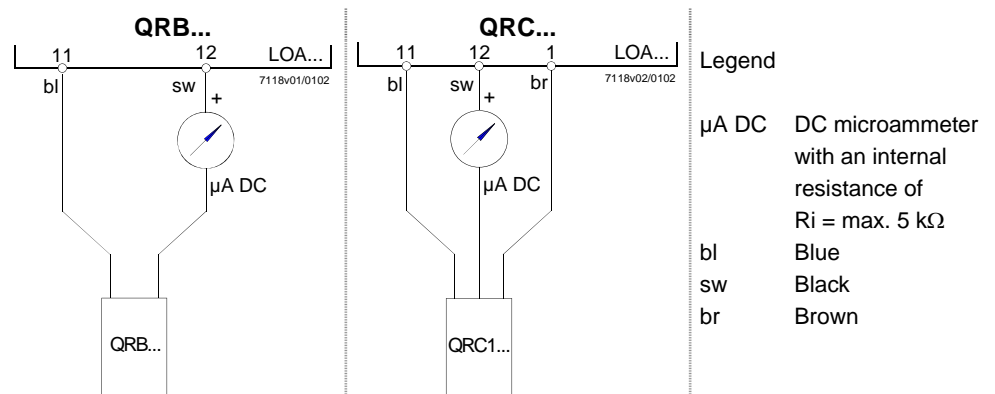 QRB...
11 12 LOA...
bl sw 7118v01/0102
+
µA DC
QRB...
QRC...
11 12 1 LOA...
bl sw br 7118v02/0102
+
µA DC
QRC1...
Legend
µA DC DC microammeter
with an internal
resistance of
Ri = max. 5 kΩ
bl Blue
sw Black
br Brown